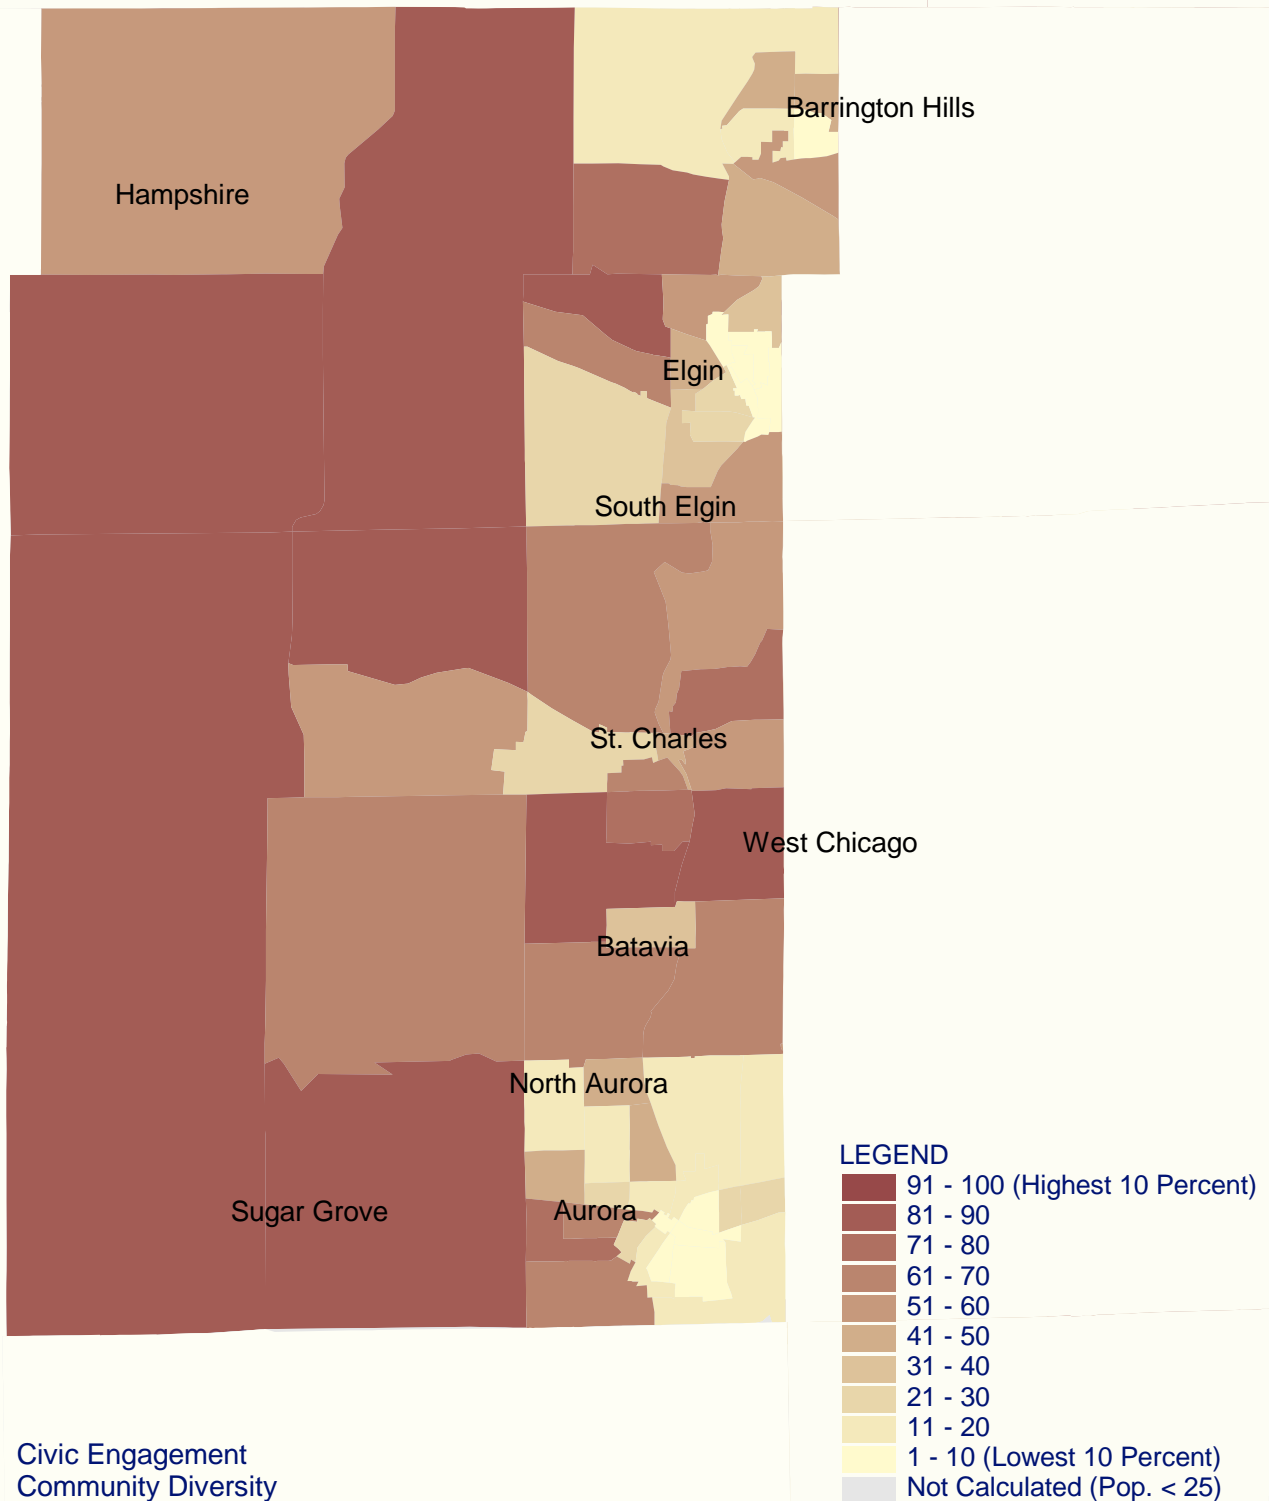 Barrington Hills
Hampshire
Elgin
South Elgin
St. Charles
West Chicago
Batavia
North Aurora
Sugar Grove
Aurora
LEGEND
91 - 100 (Highest 10 Percent)
81 - 90
71 - 80
61 - 70
51 - 60
41 - 50
31 - 40
21 - 30
11 - 20
1 - 10 (Lowest 10 Percent)
Not Calculated (Pop. < 25)
Civic Engagement
Community Diversity